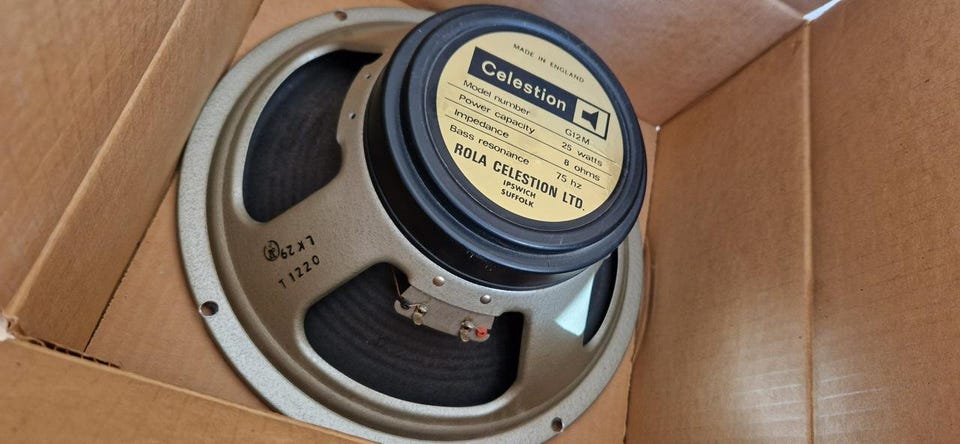 MADE IN ENGLAND
Celestion
Model number G12M
Power capacity 25 watts
Impedance 8 ohms
Bass resonance 75 hz
ROLA CELESTION LTD.
IPSWICH
SUFFOLK
LK29
T1220